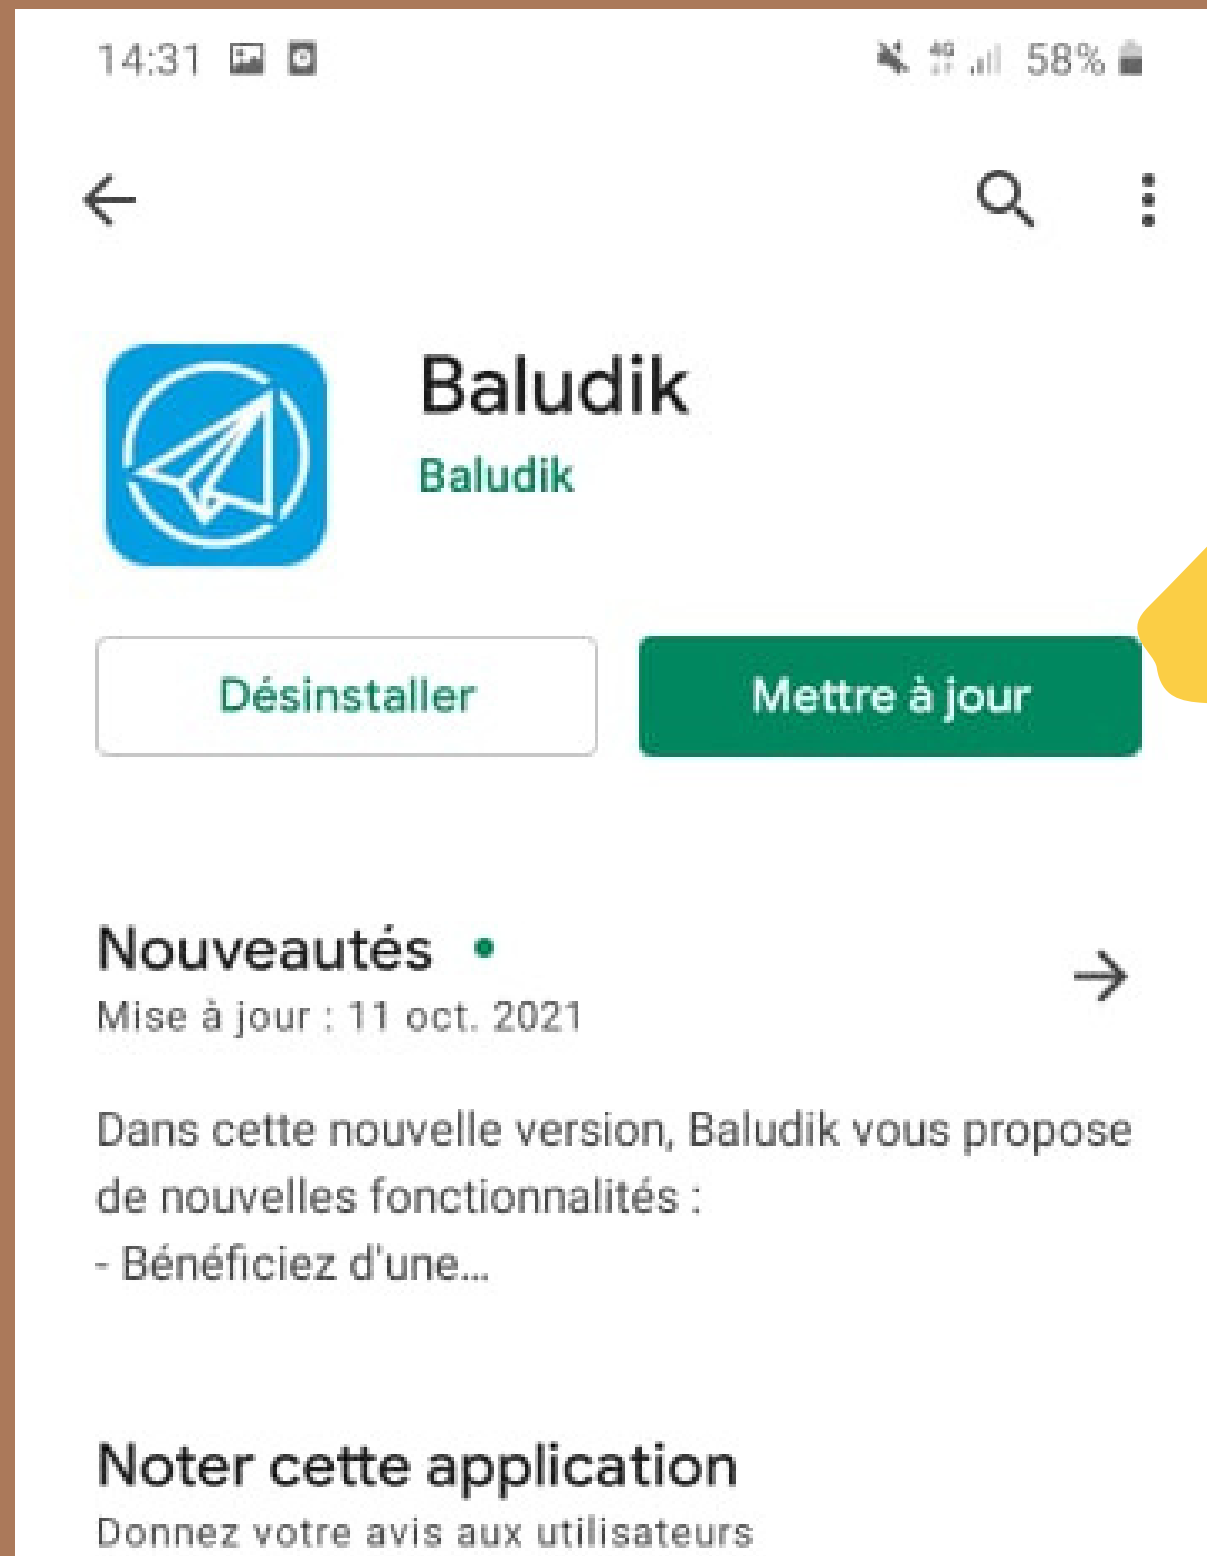 14:31
4G 58%
Baludik
Baludik
Désinstaller
Mettre à jour
Nouveautés
Mise à jour : 11 oct. 2021
Dans cette nouvelle version, Baludik vous propose
de nouvelles fonctionnalités :
- Bénéficiez d'une...
Noter cette application
Donnez votre avis aux utilisateurs